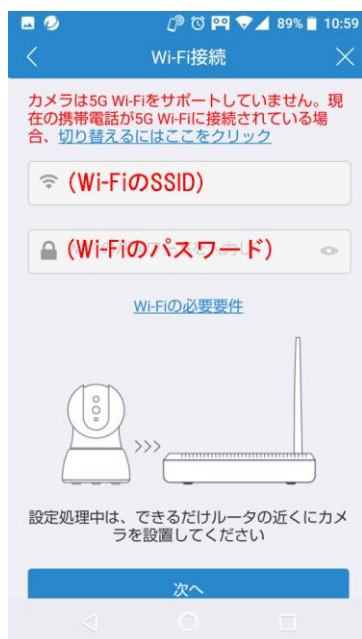 89% 10:59
Wi-Fi接続
カメラは5G Wi-Fiをサポートしていません。現
在の携帯電話が5G Wi-Fiに接続されている場
合、切り替えるにはここをクリック
(Wi-FiのSSID)
(Wi-Fiのパスワード)
Wi-Fiの必要要件
>>>
設定処理中は、できるだけルータの近くにカメ
ラを設置してください
次へ